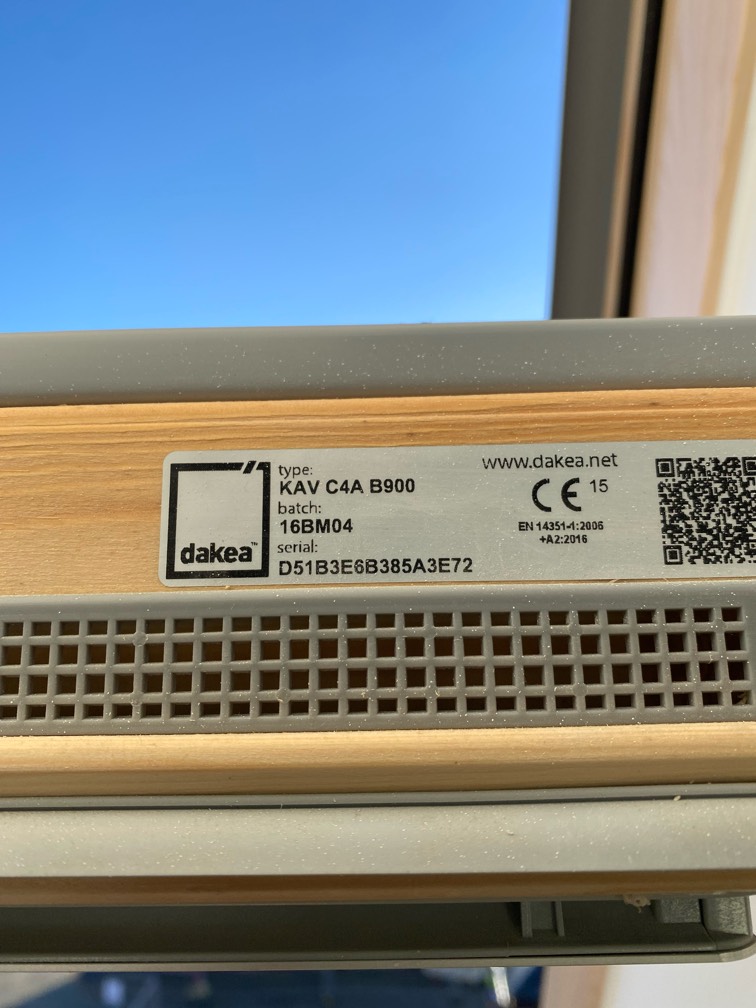 dakea™
type:
KAV C4A B900
batch:
16BM04
serial:
D51B3E6B385A3E72
www.dakea.net
CE 15
EN 14351-1:2006
+A2:2016